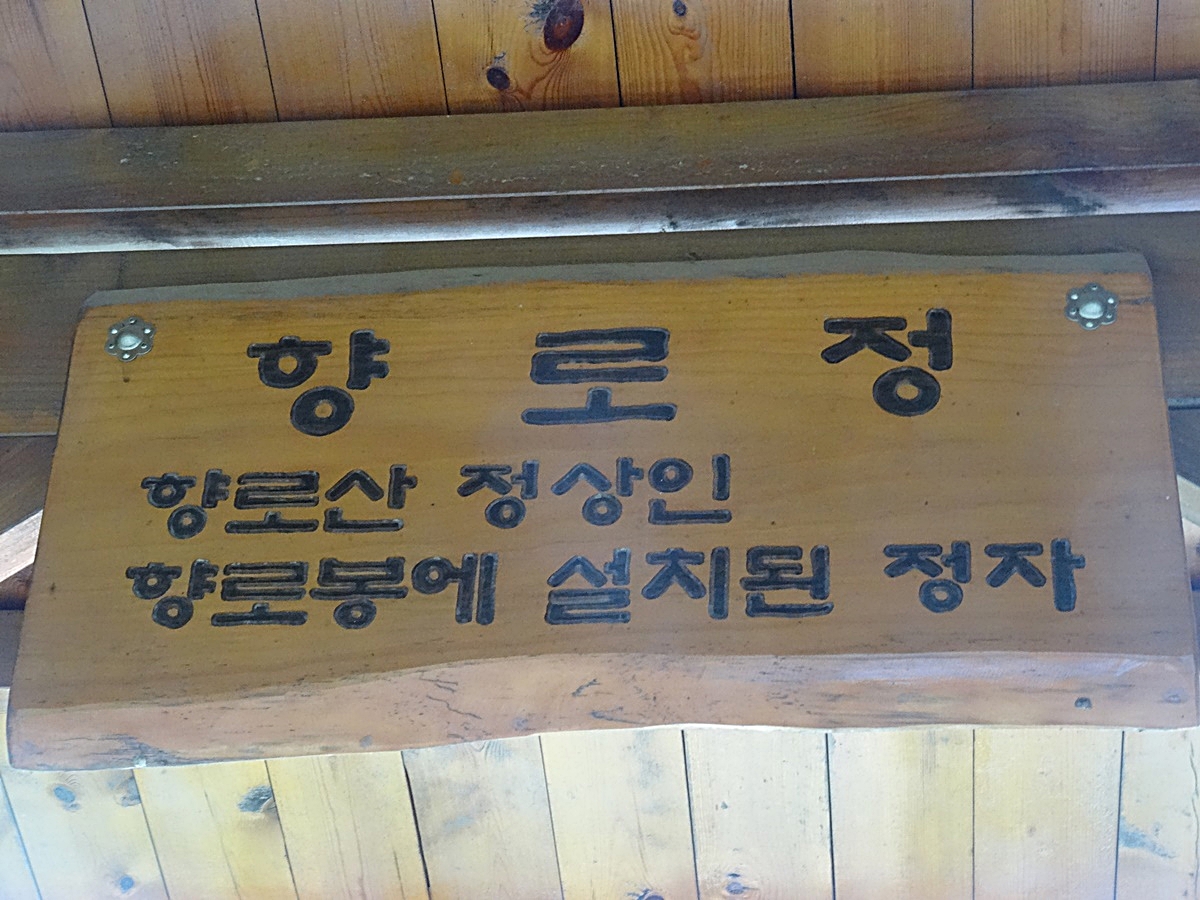 향로정
향로산 정상인
향로봉에 설치된 정자